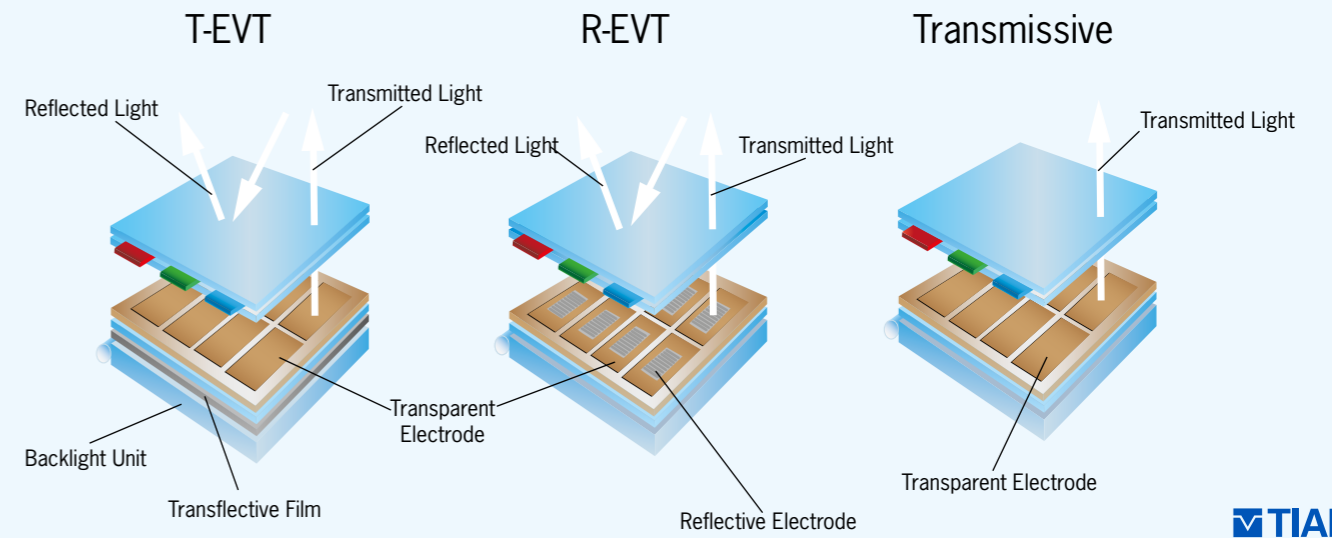 T-EVT
R-EVT
Transmissive
Reflected Light
Transmitted Light
Reflected Light
Transmitted Light
Transmitted Light
Transparent
Electrode
Backlight Unit
Transflective Film
Reflective Electrode
Transparent Electrode